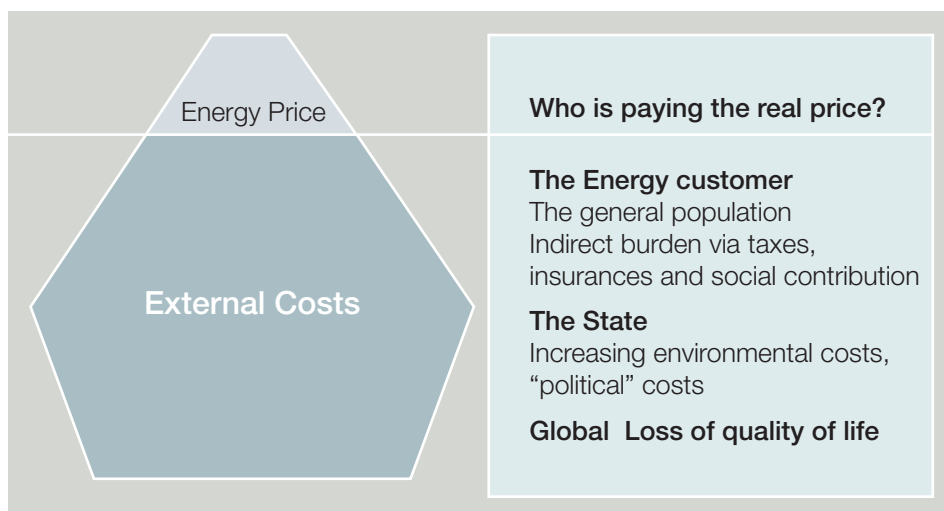 Energy Price
External Costs
Who is paying the real price?
The Energy customer
The general population
Indirect burden via taxes,
insurances and social contribution
The State
Increasing environmental costs,
“political” costs
Global  Loss of quality of life